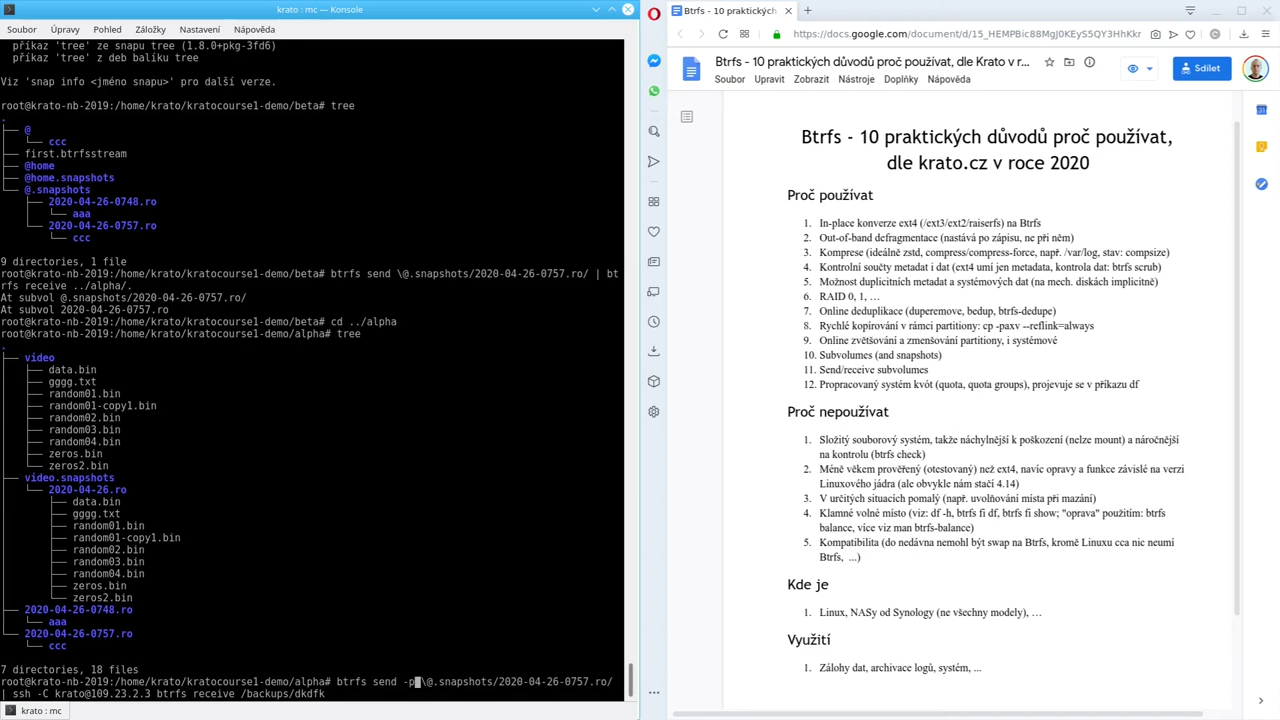 krato : mc — Konsole
Soubor Úpravy Pohled Záložky Nastavení Nápověda
příkaz 'tree' ze snapu tree (1.8.0+pkg-3fd6)
příkaz 'tree' z deb balíku tree
Viz 'snap info <jméno snapu>' pro další verze.
root@krato-nb-2019:/home/krato/kratocourse1-demo/beta# tree
.
├── @
│   └── ccc
├── first.btrfsstream
├── @home
├── @home.snapshots
└── @.snapshots
├── 2020-04-26-0748.ro
│   └── aaa
└── 2020-04-26-0757.ro
└── ccc
9 directories, 1 file
root@krato-nb-2019:/home/krato/kratocourse1-demo/beta# btrfs send \@.snapshots/2020-04-26-0757.ro/ | bt
rfs receive ../alpha/.
At subvol @.snapshots/2020-04-26-0757.ro/
At subvol 2020-04-26-0757.ro
root@krato-nb-2019:/home/krato/kratocourse1-demo/beta# cd ../alpha
root@krato-nb-2019:/home/krato/kratocourse1-demo/alpha# tree
.
├── video
│   ├── data.bin
│   ├── gggg.txt
│   ├── random01.bin
│   ├── random01-copy1.bin
│   ├── random02.bin
│   ├── random03.bin
│   ├── random04.bin
│   ├── zeros.bin
│   └── zeros2.bin
├── video.snapshots
│   └── 2020-04-26.ro
│       ├── data.bin
│       ├── gggg.txt
│       ├── random01.bin
│       ├── random01-copy1.bin
│       ├── random02.bin
│       ├── random03.bin
│       ├── random04.bin
│       ├── zeros.bin
│       └── zeros2.bin
├── 2020-04-26-0748.ro
│   └── aaa
└── 2020-04-26-0757.ro
└── ccc
7 directories, 18 files
root@krato-nb-2019:/home/krato/kratocourse1-demo/alpha# btrfs send -p \@.snapshots/2020-04-26-0757.ro/
| ssh -C krato@109.23.2.3 btrfs receive /backups/dkdfk
krato : mc
Btrfs - 10 praktických
https://docs.google.com/document/d/15_HEMPBic88MgJ0KEyS5QY3HhKkr
Btrfs - 10 praktických důvodů proč používat, dle Krato v r...
Soubor Upravit Zobrazit Nástroje Doplňky Nápověda
Sdílet
Btrfs - 10 praktických důvodů proč používat,
dle krato.cz v roce 2020
Proč používat
1. In-place konverze ext4 (/ext3/ext2/raiserfs) na Btrfs
2. Out-of-band defragmentace (nastává po zápisu, ne při něm)
3. Komprese (ideálně zstd, compress/compress-force, např. /var/log, stav: compsize)
4. Kontrolní součty metadat i dat (ext4 umí jen metadata, kontrola dat: btrfs scrub)
5. Možnost duplicitních metadat a systémových dat (na mech. diskách implicitně)
6. RAID 0, 1, …
7. Online deduplikace (duperemove, bedup, btrfs-dedupe)
8. Rychlé kopírování v rámci partitiony: cp -paxv --reflink=always
9. Online zvětšování a zmenšování partitiony, i systémové
10. Subvolumes (and snapshots)
11. Send/receive subvolumes
12. Propracovaný systém kvót (quota, quota groups), projevuje se v příkazu df
Proč nepoužívat
1. Složitý souborový systém, takže náchylnější k poškození (nelze mount) a náročnější
na kontrolu (btrfs check)
2. Méně věkem prověřený (otestovaný) než ext4, navíc opravy a funkce závislé na verzi
Linuxového jádra (ale obvykle nám stačí 4.14)
3. V určitých situacích pomalý (např. uvolňování místa při mazání)
4. Klamné volné místo (viz: df -h, btrfs fi df, btrfs fi show; "oprava" použitím: btrfs
balance, více viz man btrfs-balance)
5. Kompatibilita (do nedávna nemohl být swap na Btrfs, kromě Linuxu cca nic neumí
Btrfs, ...)
Kde je
1. Linux, NASy od Synology (ne všechny modely), …
Využití
1. Zálohy dat, archivace logů, systém, ...